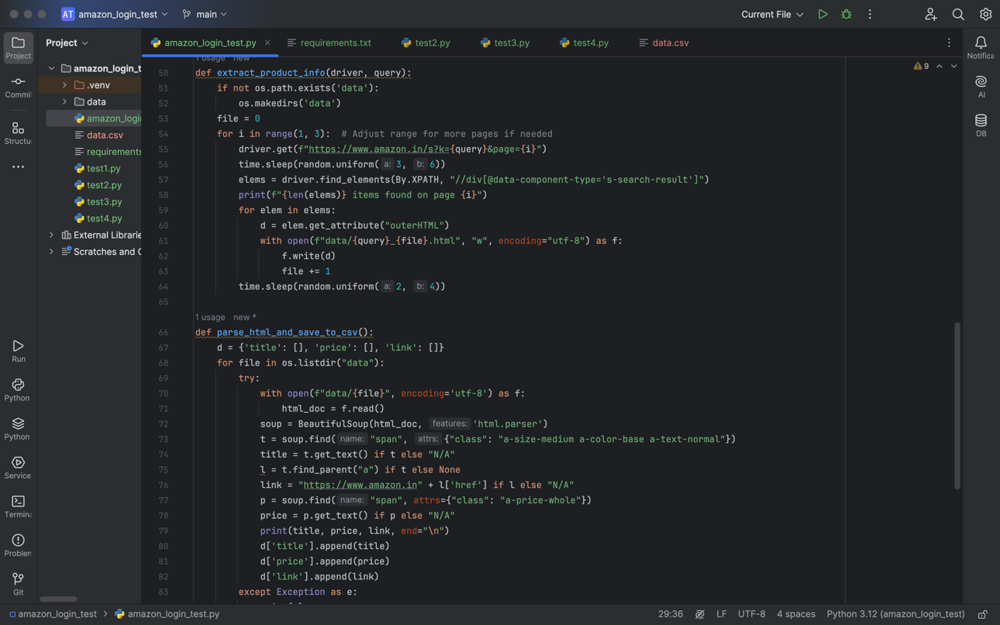 AT amazon_login_test
main
Current File
Project
amazon_login_test.py
requirements.txt
test2.py
test3.py
test4.py
data.csv
Project
Commit
Structu
Run
Python
Python
Service
Termina
Problem
Git
amazon_login_t
.venv
data
amazon_logi
data.csv
requirements
test1.py
test2.py
test3.py
test4.py
External Librarie
Scratches and C
1 usage new *
9
50 def extract_product_info(driver, query):
51 if not os.path.exists('data'):
52 os.makedirs('data')
53 file = 0
54 for i in range(1, 3): # Adjust range for more pages if needed
55 driver.get(f"https://www.amazon.in/s?k={query}&page={i}")
56 time.sleep(random.uniform( a: 3, b: 6))
57 elems = driver.find_elements(By.XPATH, "//div[@data-component-type='s-search-result']")
58 print(f"{len(elems)} items found on page {i}")
59 for elem in elems:
60 d = elem.get_attribute("outerHTML")
61 with open(f"data/{query}_{file}.html", "w", encoding="utf-8") as f:
62 f.write(d)
63 file += 1
64 time.sleep(random.uniform( a: 2, b: 4))
65
1 usage new *
66 def parse_html_and_save_to_csv():
67 d = {'title': [], 'price': [], 'link': []}
68 for file in os.listdir("data"):
69 try:
70 with open(f"data/{file}", encoding='utf-8') as f:
71 html_doc = f.read()
72 soup = BeautifulSoup(html_doc, features: 'html.parser')
73 t = soup.find( name: "span", attrs: {"class": "a-size-medium a-color-base a-text-normal"})
74 title = t.get_text() if t else "N/A"
75 l = t.find_parent("a") if t else None
76 link = "https://www.amazon.in" + l['href'] if l else "N/A"
77 p = soup.find( name: "span", attrs={"class": "a-price-whole"})
78 price = p.get_text() if p else "N/A"
79 print(title, price, link, end="\n")
80 d['title'].append(title)
81 d['price'].append(price)
82 d['link'].append(link)
83 except Exception as e:
Notifica
AI
DB
amazon_login_test > amazon_login_test.py
29:36
LF
UTF-8
4 spaces
Python 3.12 (amazon_login_test)